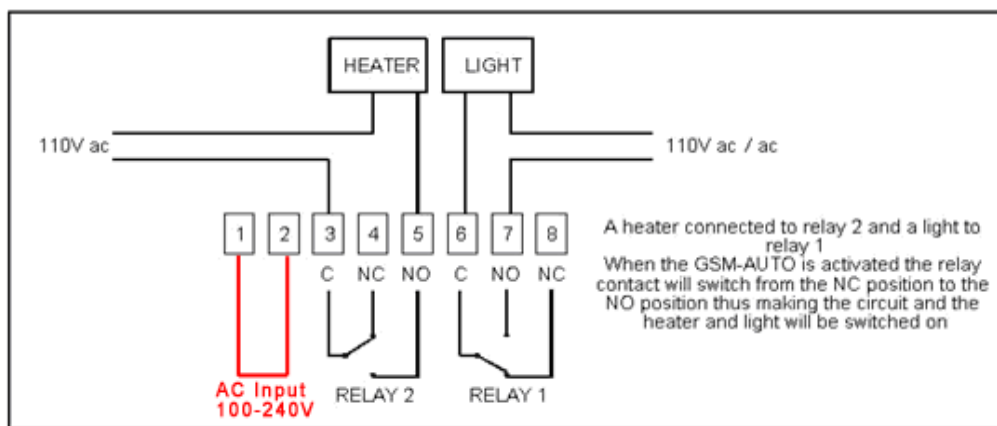 HEATER LIGHT
110V ac
110V ac / ac
1 2 3 4 5 6 7 8
C NC NO C NO NC
A heater connected to relay 2 and a light to
relay 1
When the GSM-AUTO is activated the relay
contact will switch from the NC position to the
NO position thus making the circuit and the
heater and light will be switched on
AC Input
100-240V
RELAY 2
RELAY 1